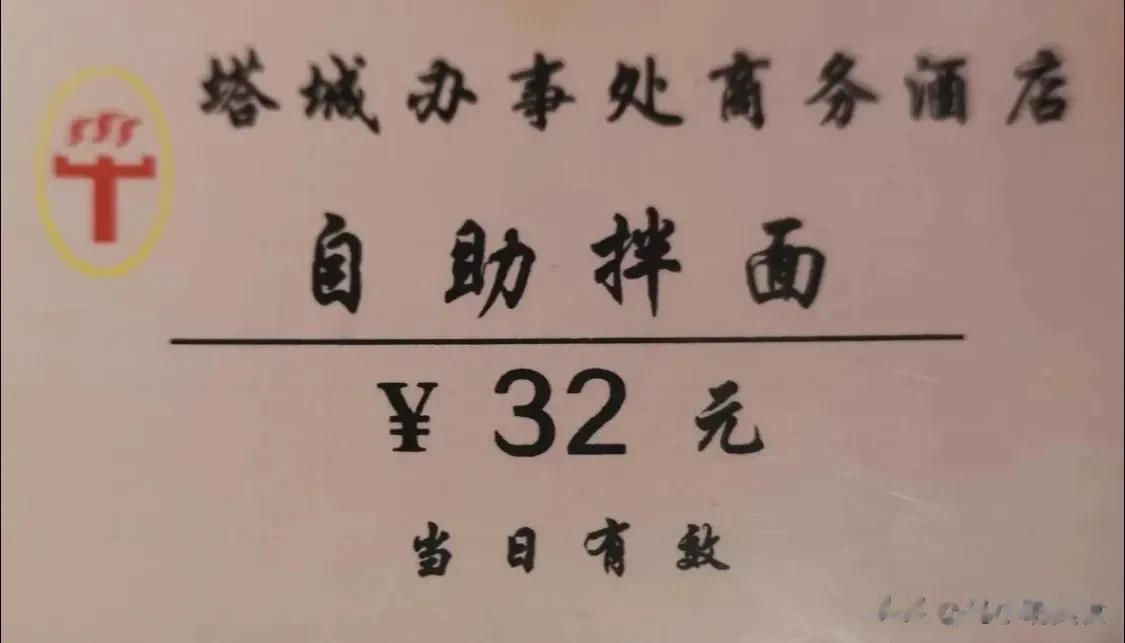 塔城办事处商务酒店
自助拌面
¥ 32 元
当日有效